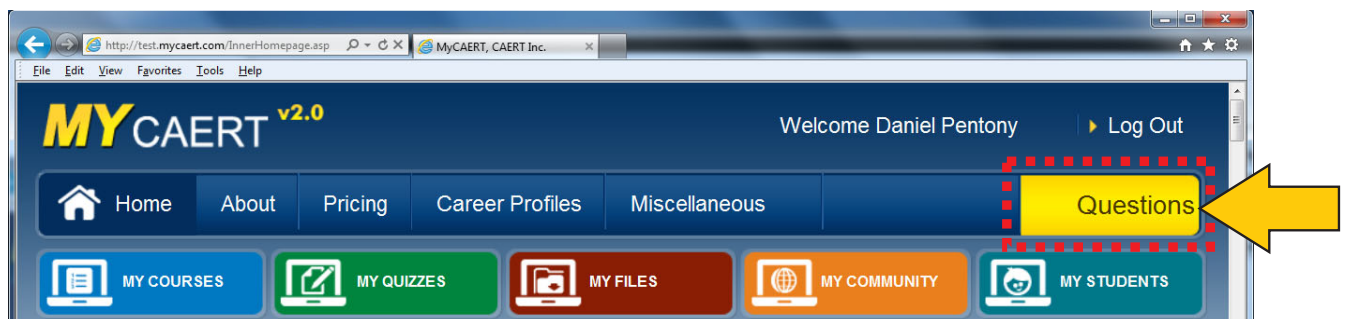 http://test.mycaert.com/InnerHomepage.asp
MyCAERT, CAERT Inc.
File Edit View Favorites Tools Help
MYCAERT v2.0
Welcome Daniel Pentony Log Out
Home About Pricing Career Profiles Miscellaneous Questions
MY COURSES MY QUIZZES MY FILES MY COMMUNITY MY STUDENTS